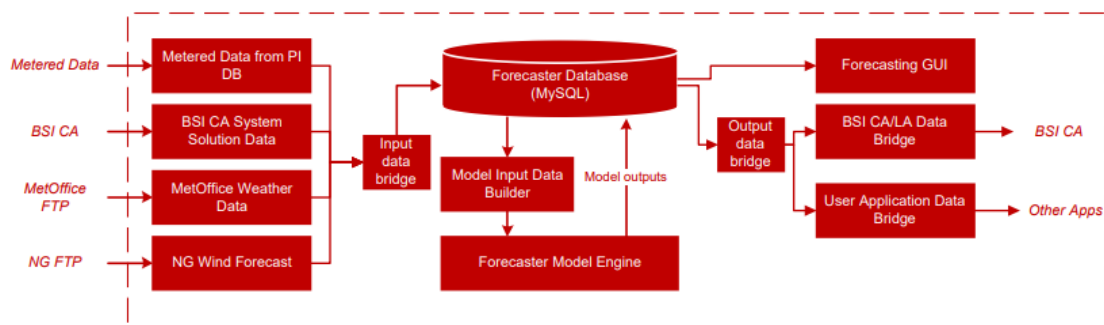 Metered Data
Metered Data from PI
DB
BSI CA
BSI CA System
Solution Data
MetOffice
FTP
MetOffice Weather
Data
NG FTP
NG Wind Forecast
Input
data
bridge
Forecaster Database
(MySQL)
Model Input Data
Builder
Model outputs
Forecaster Model Engine
Output
data
bridge
Forecasting GUI
BSI CA/LA Data
Bridge
BSI CA
User Application Data
Bridge
Other Apps